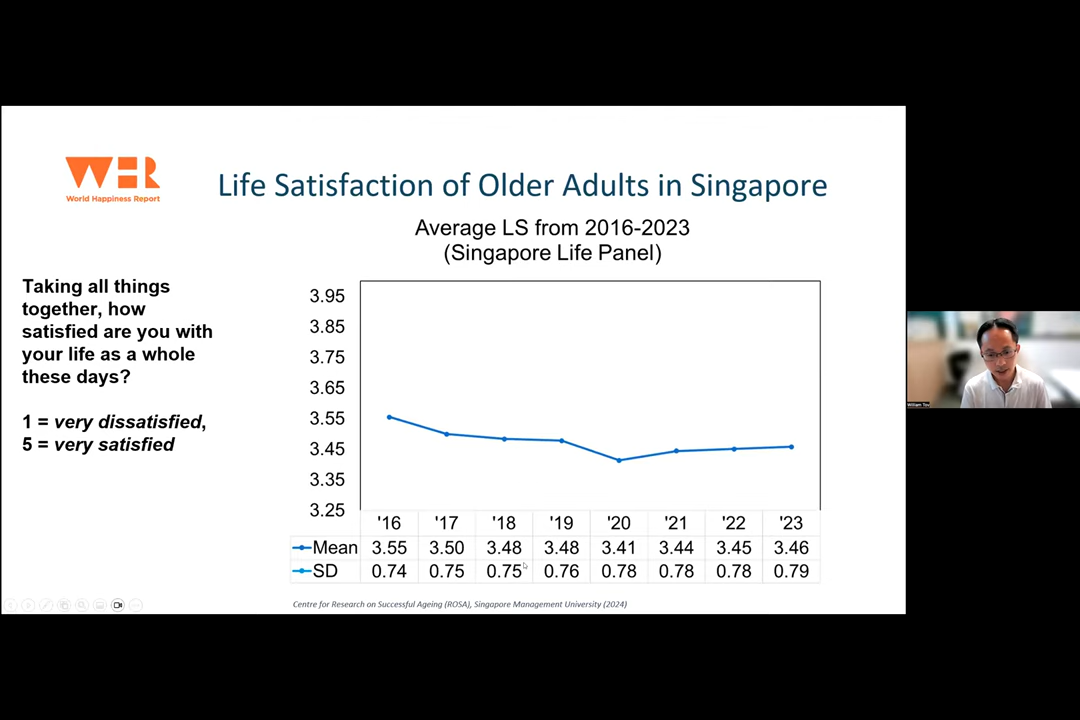 WHR
World Happiness Report
Life Satisfaction of Older Adults in Singapore
Average LS from 2016-2023
(Singapore Life Panel)
Taking all things
together, how
satisfied are you with
your life as a whole
these days?
1 = very dissatisfied,
5 = very satisfied
3.95
3.85
3.75
3.65
3.55
3.45
3.35
3.25
'16 '17 '18 '19 '20 '21 '22 '23
Mean 3.55 3.50 3.48 3.48 3.41 3.44 3.45 3.46
SD 0.74 0.75 0.75 0.76 0.78 0.78 0.78 0.79
Centre for Research on Successful Ageing (ROSA), Singapore Management University (2024)
William Tov